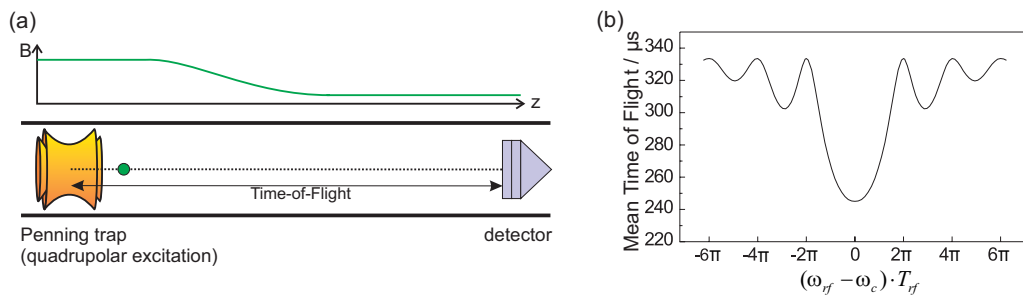 (a)
B
z
Time-of-Flight
Penning trap
(quadrupolar excitation)
detector
(b)
Mean Time of Flight / μs
340
320
300
280
260
240
220
-6π -4π -2π 0 2π 4π 6π
(ω_rf − ω_c)·T_rf